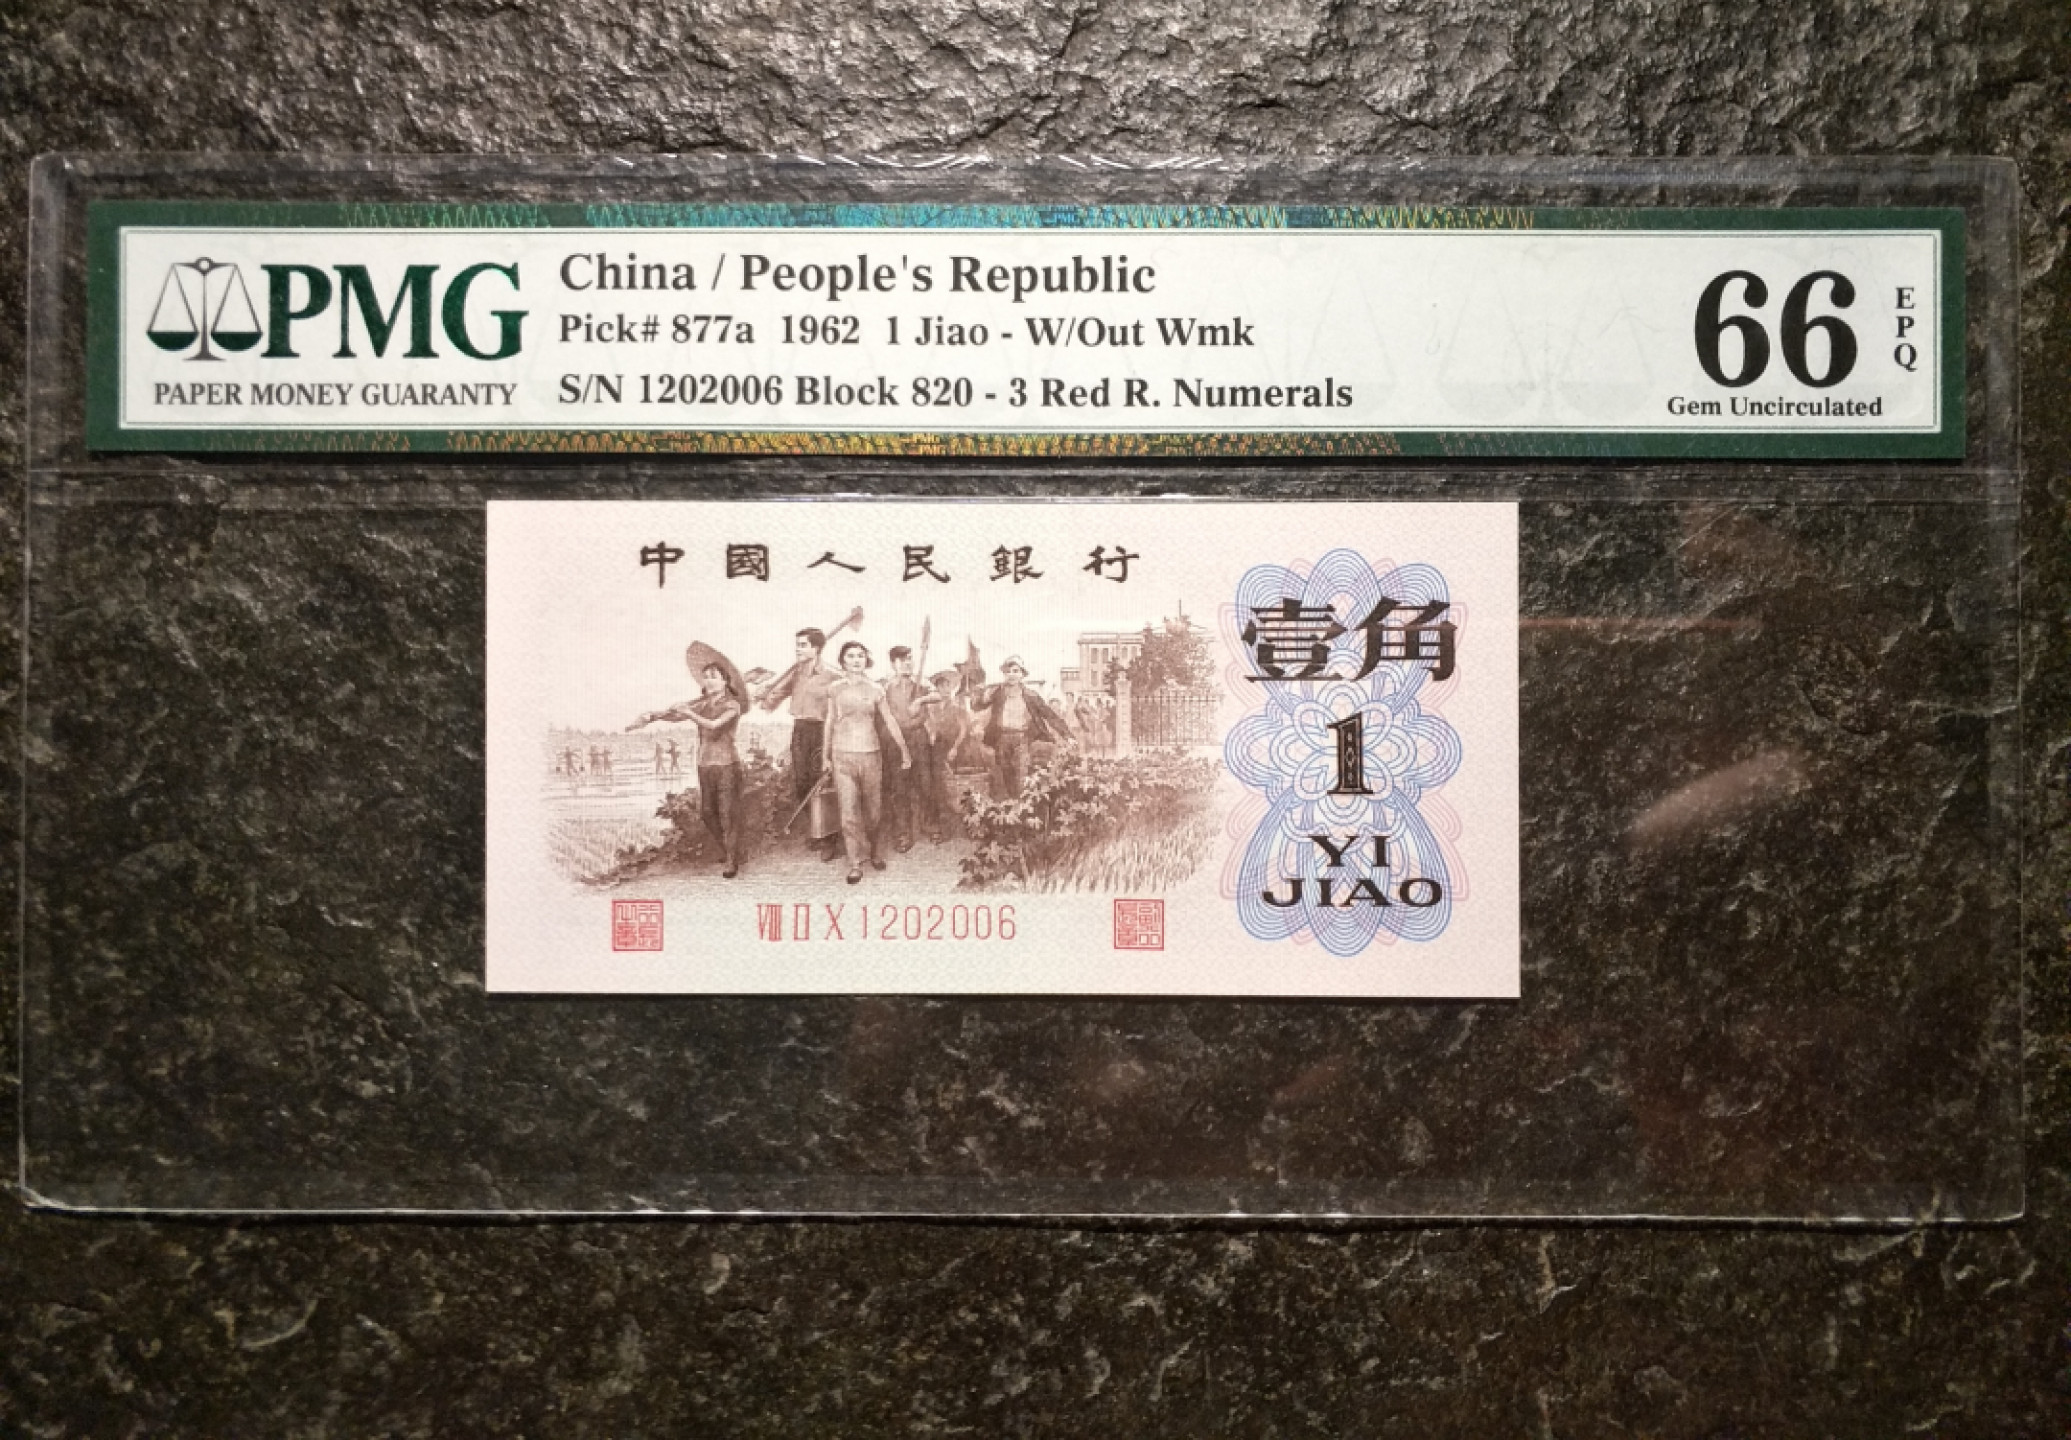 PMG
PAPER MONEY GUARANTY
China / People's Republic
Pick# 877a 1962 1 Jiao - W/Out Wmk
S/N 1202006 Block 820 - 3 Red R. Numerals
66
EPQ
Gem Uncirculated
中國人民銀行
壹角
1
YI
JIAO
VIII II X 1202006